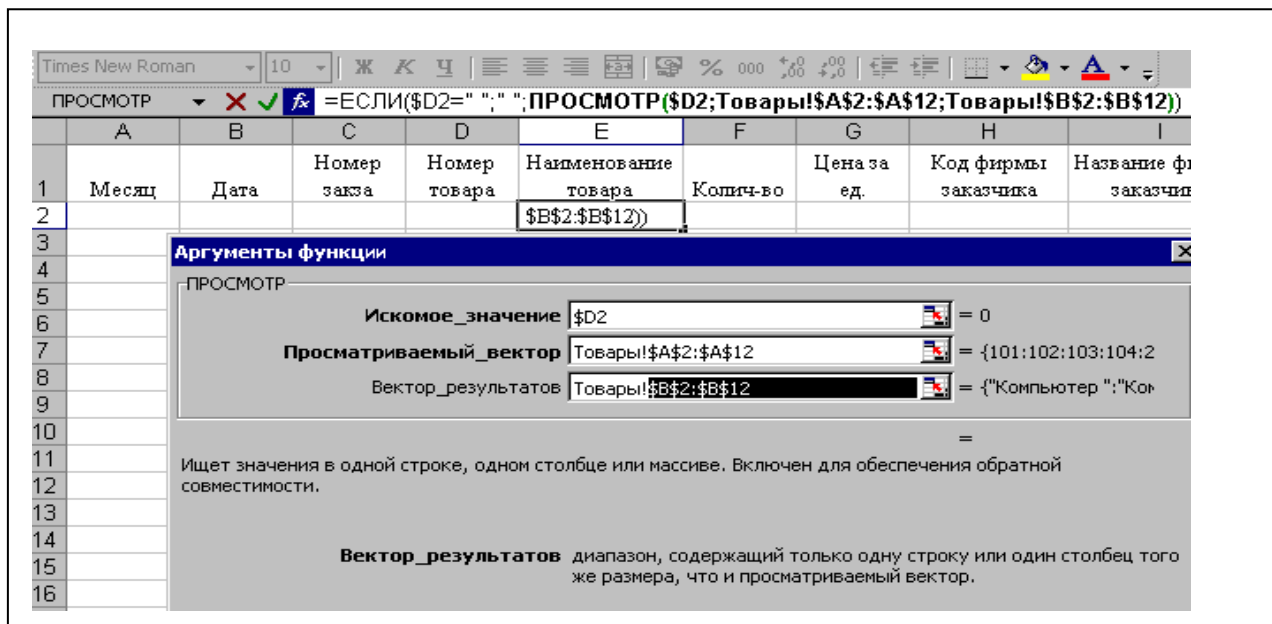 Times New Roman 10 Ж К Ч % 000
ПРОСМОТР =ЕСЛИ($D2=" ";" ";ПРОСМОТР($D2;Товары!$A$2:$A$12;Товары!$B$2:$B$12))
A B C D E F G H I
1 Месяц Дата Номер закза Номер товара Наименование товара Колич-во Цена за ед. Код фирмы заказчика Название
2 $B$2:$B$12))
3
Аргументы функции
4
ПРОСМОТР
5
6 Искомое_значение $D2 = 0
7 Просматриваемый_вектор Товары!$A$2:$A$12 = {101:102:103:104:2
8 Вектор_результатов Товары!$B$2:$B$12 = {"Компьютер ":"Ком
9
10 =
11 Ищет значения в одной строке, одном столбце или массиве. Включен для обеспечения обратной
12 совместимости.
13
14
15 Вектор_результатов диапазон, содержащий только одну строку или один столбец того
16 же размера, что и просматриваемый вектор.